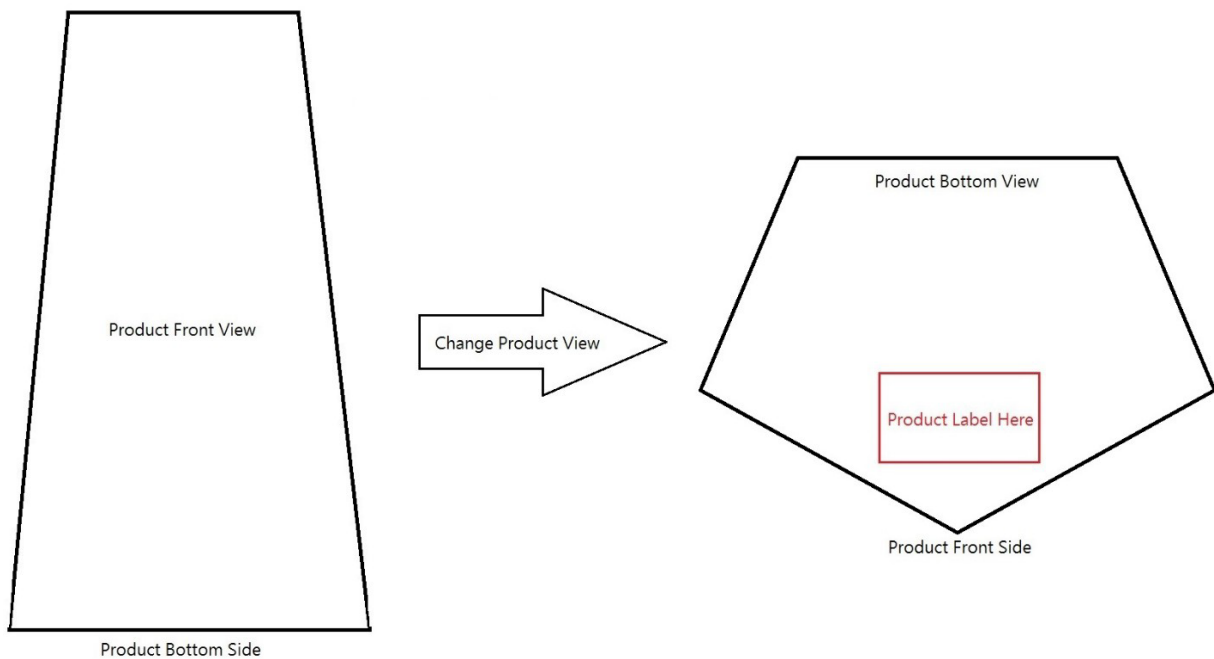 Product Front View
Product Bottom Side
Change Product View
Product Bottom View
Product Label Here
Product Front Side